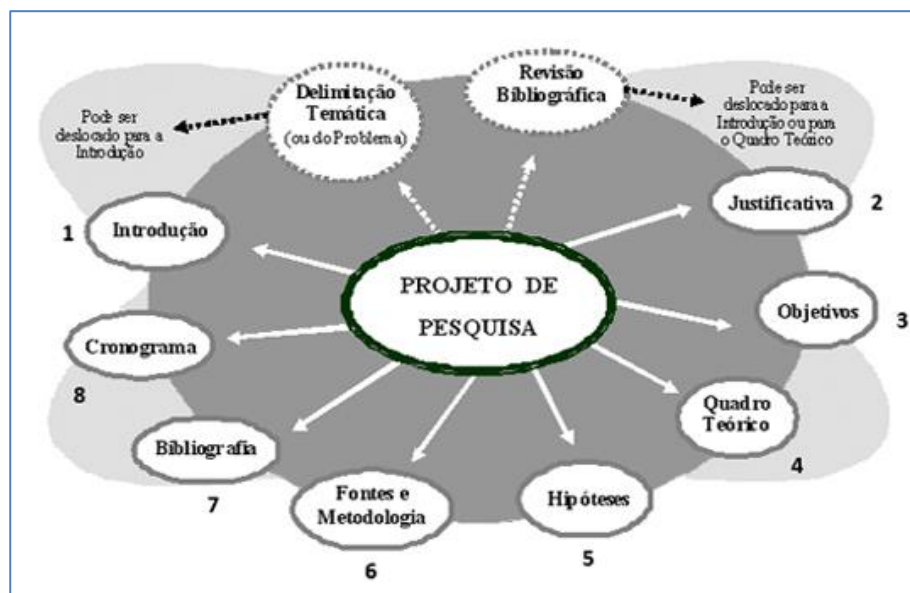 Delimitação
Temática
(ou do Problema)
Revisão
Bibliográfica
Pode ser
deslocado para a
Introdução
Pode ser
deslocado para a
Introdução ou para
o Quadro Teórico
1
Introdução
Justificativa
2
PROJETO DE
PESQUISA
Objetivos
3
Cronograma
8
Quadro
Teórico
4
Bibliografia
7
Fontes e
Metodologia
6
Hipóteses
5